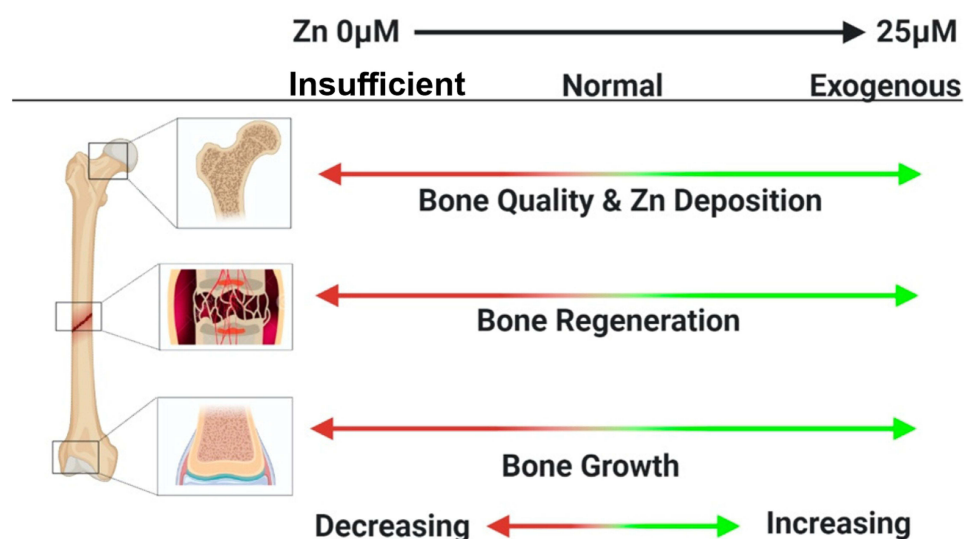 Zn 0μM 25μM
Insufficient Normal Exogenous
Bone Quality & Zn Deposition
Bone Regeneration
Bone Growth
Decreasing Increasing